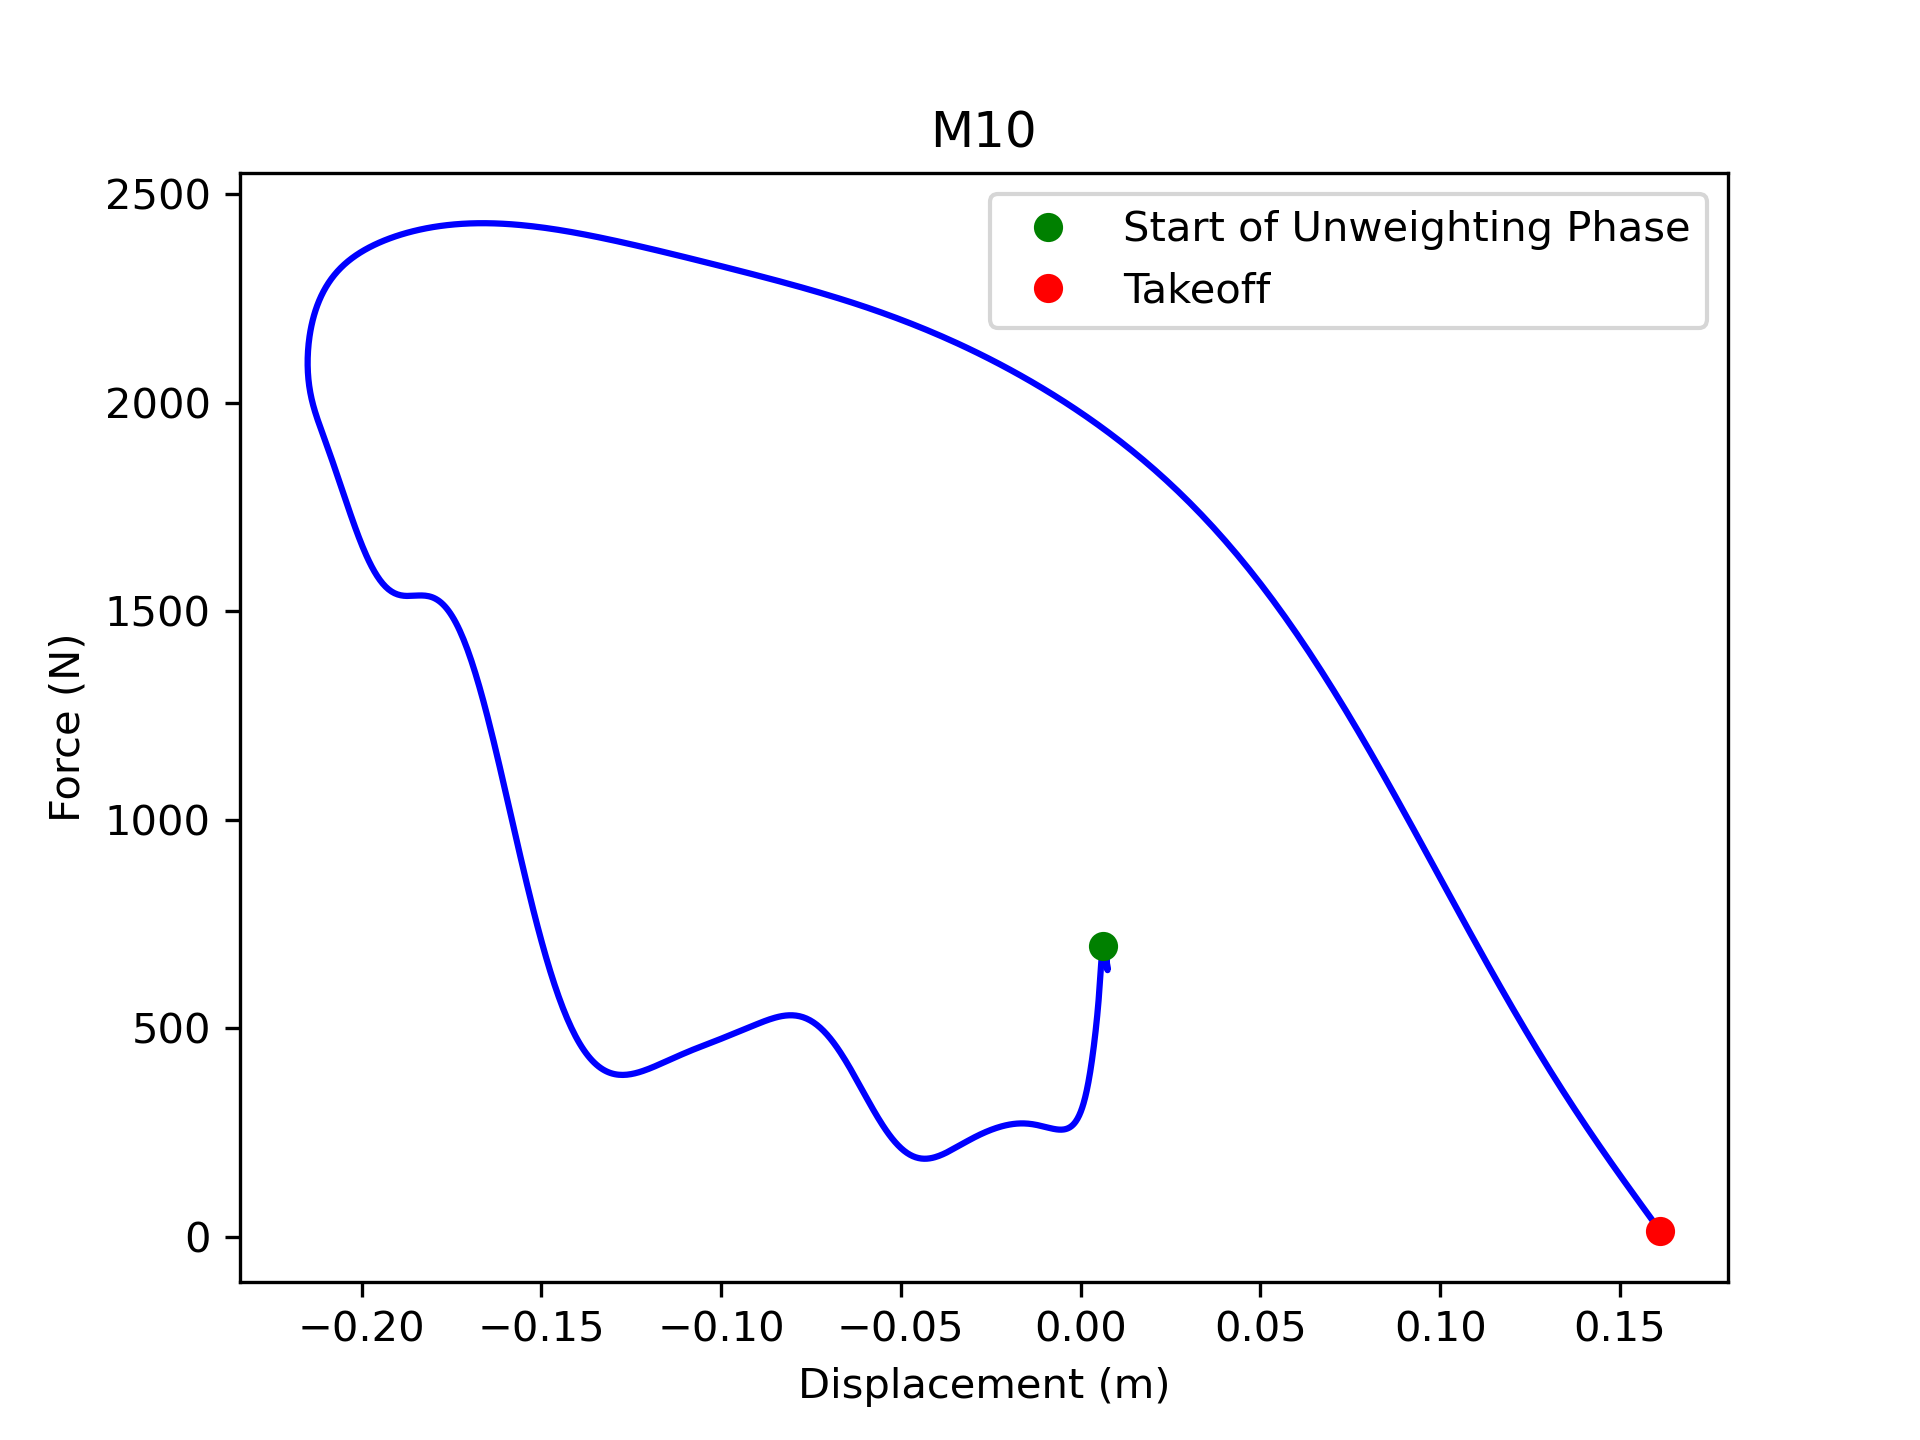 M10
Start of Unweighting Phase
Takeoff
2500
2000
1500
1000
500
0
Force (N)
−0.20 −0.15 −0.10 −0.05 0.00 0.05 0.10 0.15
Displacement (m)